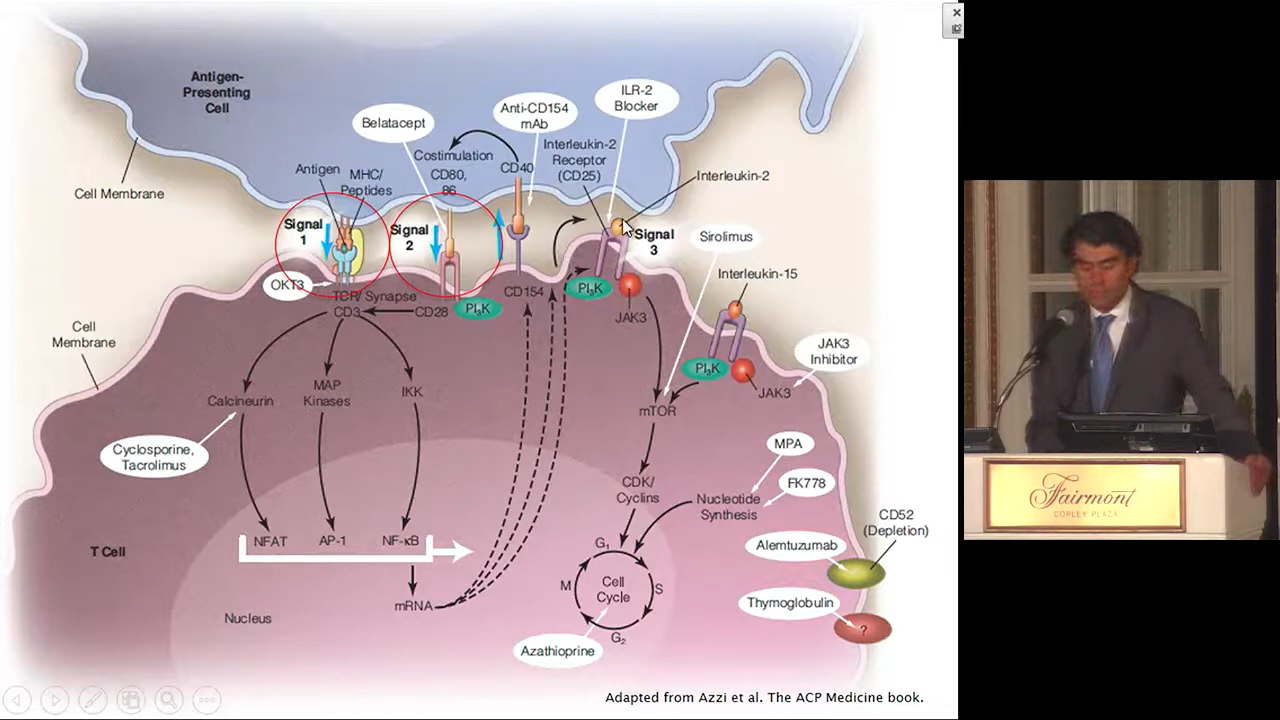 Antigen-
Presenting
Cell
ILR-2
Blocker
Anti-CD154
mAb
Belatacept
Costimulation
CD80,
86
CD40
Interleukin-2
Receptor
(CD25)
Interleukin-2
Antigen
MHC/
Peptides
Cell Membrane
Signal
1
Signal
2
Signal
3
Sirolimus
Interleukin-15
OKT3
TCR/ Synapse
CD3
CD28
PI3K
CD154
PI3K
JAK3
Cell
Membrane
JAK3
Inhibitor
PI3K
JAK3
Calcineurin
MAP
Kinases
IKK
mTOR
Cyclosporine,
Tacrolimus
MPA
FK778
CDK/
Cyclins
Nucleotide
Synthesis
CD52
(Depletion)
NFAT
AP-1
NF-κB
T Cell
G1
Alemtuzumab
M
Cell
Cycle
S
mRNA
Thymoglobulin
?
Nucleus
G2
Azathioprine
Adapted from Azzi et al. The ACP Medicine book.
Fairmont
COPLEY PLAZA